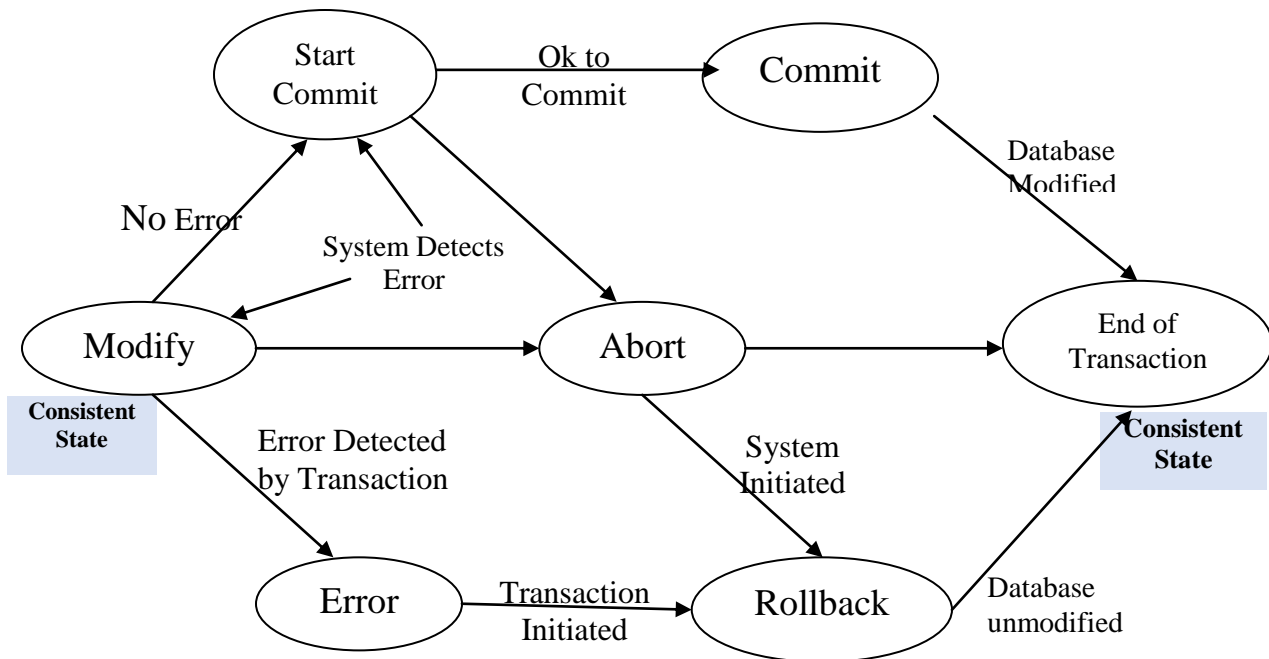 Start
Commit
Ok to
Commit
Commit
Database
Modified
No Error
System Detects
Error
Modify
Abort
End of
Transaction
Consistent
State
Consistent
State
Error Detected
by Transaction
System
Initiated
Error
Transaction
Initiated
Rollback
Database
unmodified